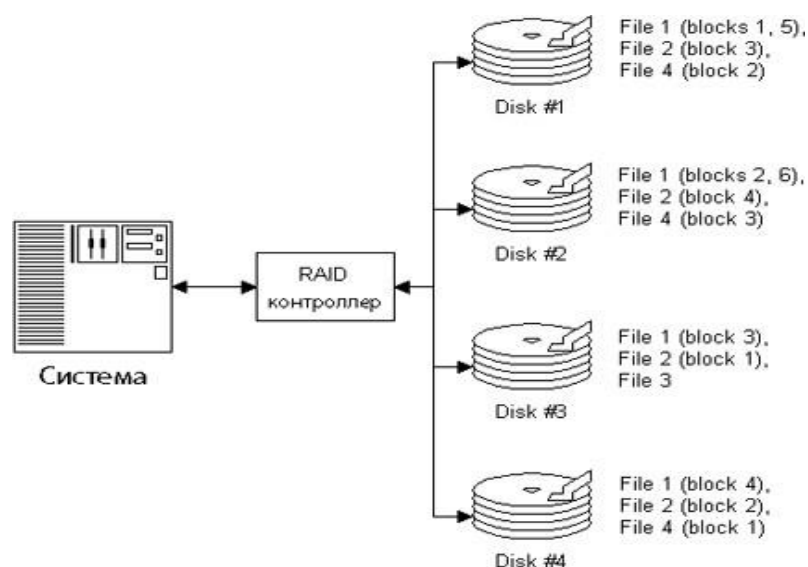 File 1 (blocks 1, 5),
File 2 (block 3),
File 4 (block 2)
Disk #1
File 1 (blocks 2, 6),
File 2 (block 4),
File 4 (block 3)
Disk #2
RAID
контроллер
Система
File 1 (block 3),
File 2 (block 1),
File 3
Disk #3
File 1 (block 4),
File 2 (block 2),
File 4 (block 1)
Disk #4